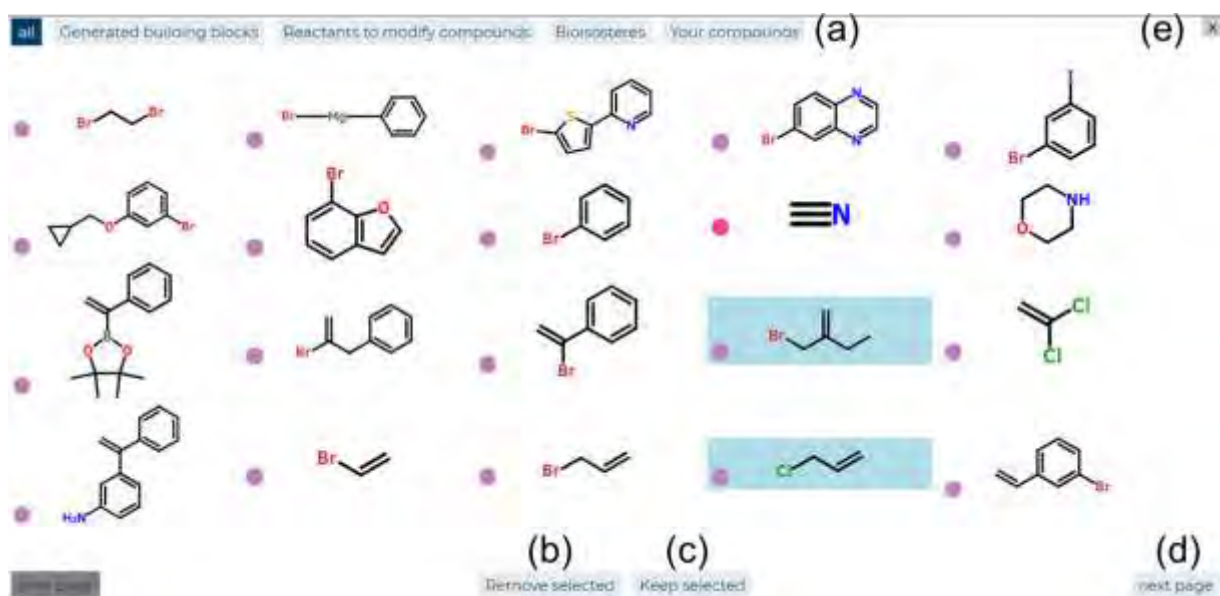 all Generated building blocks Reactants to modify compounds Bioisosteres Your compounds (a) (e) x
Br Br
Br Mg
Br S N
Br N N
I Br
O Br
Br O
Br
N
NH O
B O O
Br
Br
Br
Cl Cl
H₂N
Br
Br
Cl
Br
(b) (c) (d)
Remove selected Keep selected next page